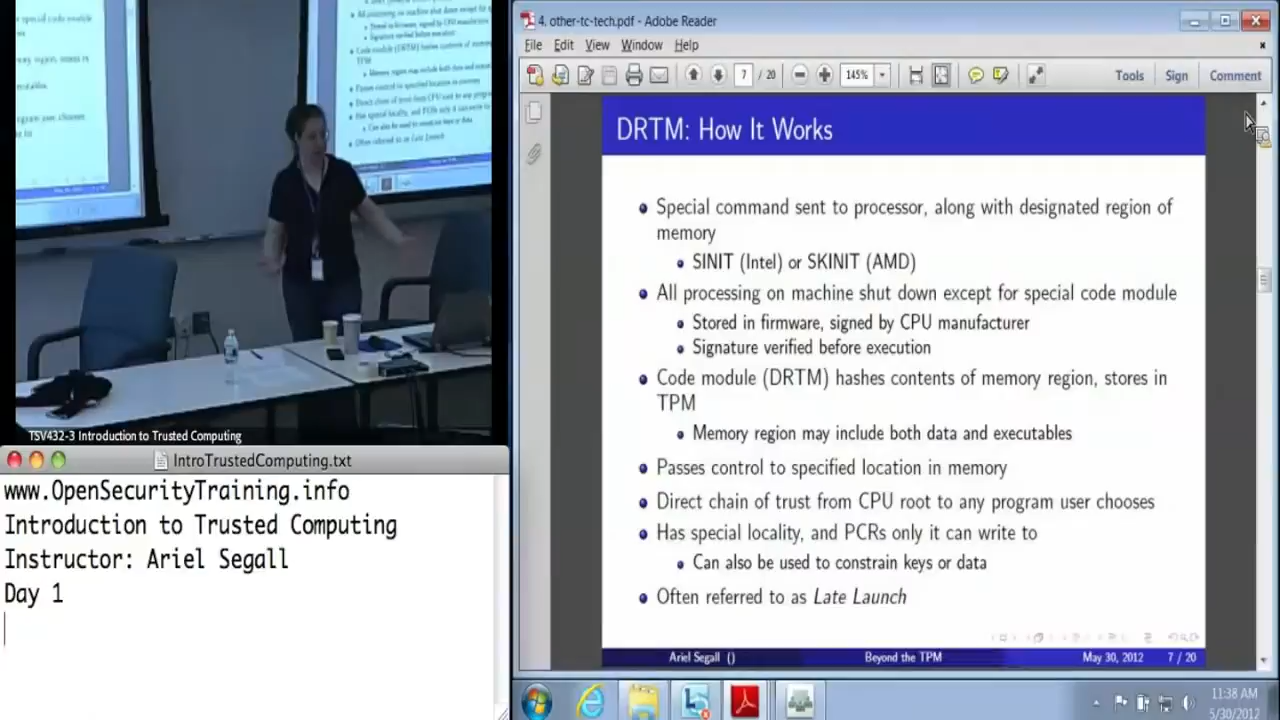 TSV432-3 Introduction to Trusted Computing
IntroTrustedComputing.txt
www.OpenSecurityTraining.info
Introduction to Trusted Computing
Instructor: Ariel Segall
Day 1
4. other-tc-tech.pdf - Adobe Reader
File Edit View Window Help
7 / 20 145% Tools Sign Comment
DRTM: How It Works
Special command sent to processor, along with designated region of
memory
SINIT (Intel) or SKINIT (AMD)
All processing on machine shut down except for special code module
Stored in firmware, signed by CPU manufacturer
Signature verified before execution
Code module (DRTM) hashes contents of memory region, stores in
TPM
Memory region may include both data and executables
Passes control to specified location in memory
Direct chain of trust from CPU root to any program user chooses
Has special locality, and PCRs only it can write to
Can also be used to constrain keys or data
Often referred to as Late Launch
Ariel Segall () Beyond the TPM May 30, 2012 7 / 20
11:38 AM
5/30/2012